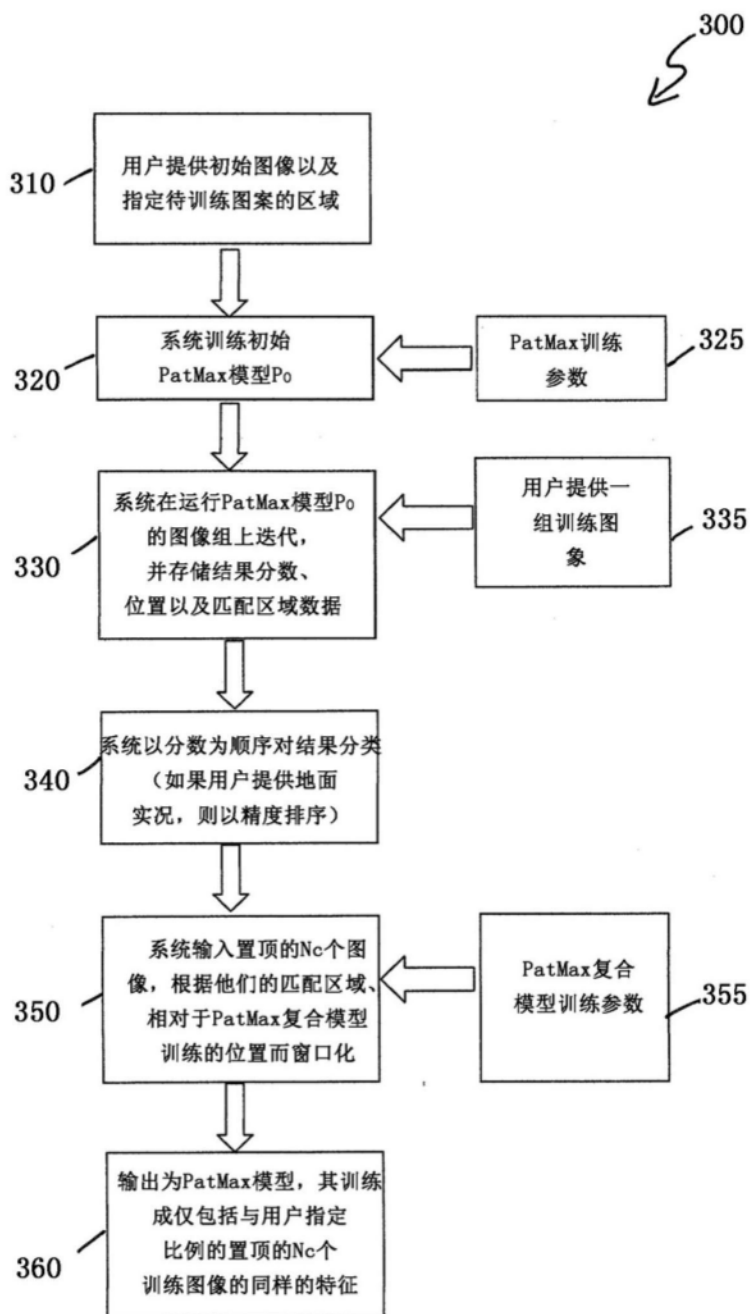 300
310
用户提供初始图像以及
指定待训练图案的区域
320
系统训练初始
PatMax模型P₀
PatMax训练
参数
325
330
系统在运行PatMax模型P₀
的图像组上迭代,
并存储结果分数、
位置以及匹配区域数据
用户提供一
组训练图
象
335
340
系统以分数为顺序对结果分类
（如果用户提供地面
实况, 则以精度排序）
350
系统输入置顶的Nc个图
像, 根据他们的匹配区域、
相对于PatMax复合模型
训练的位置而窗口化
PatMax复合
模型训练参数
355
360
输出为PatMax模型, 其训练
成仅包括与用户指定
比例的置顶的Nc个
训练图像的同样的特征